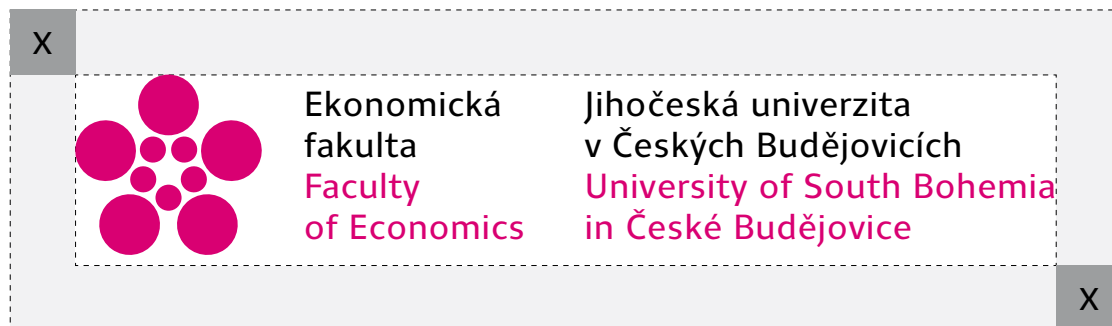 x
Ekonomická
fakulta
Faculty
of Economics
Jihočeská univerzita
v Českých Budějovicích
University of South Bohemia
in České Budějovice
x